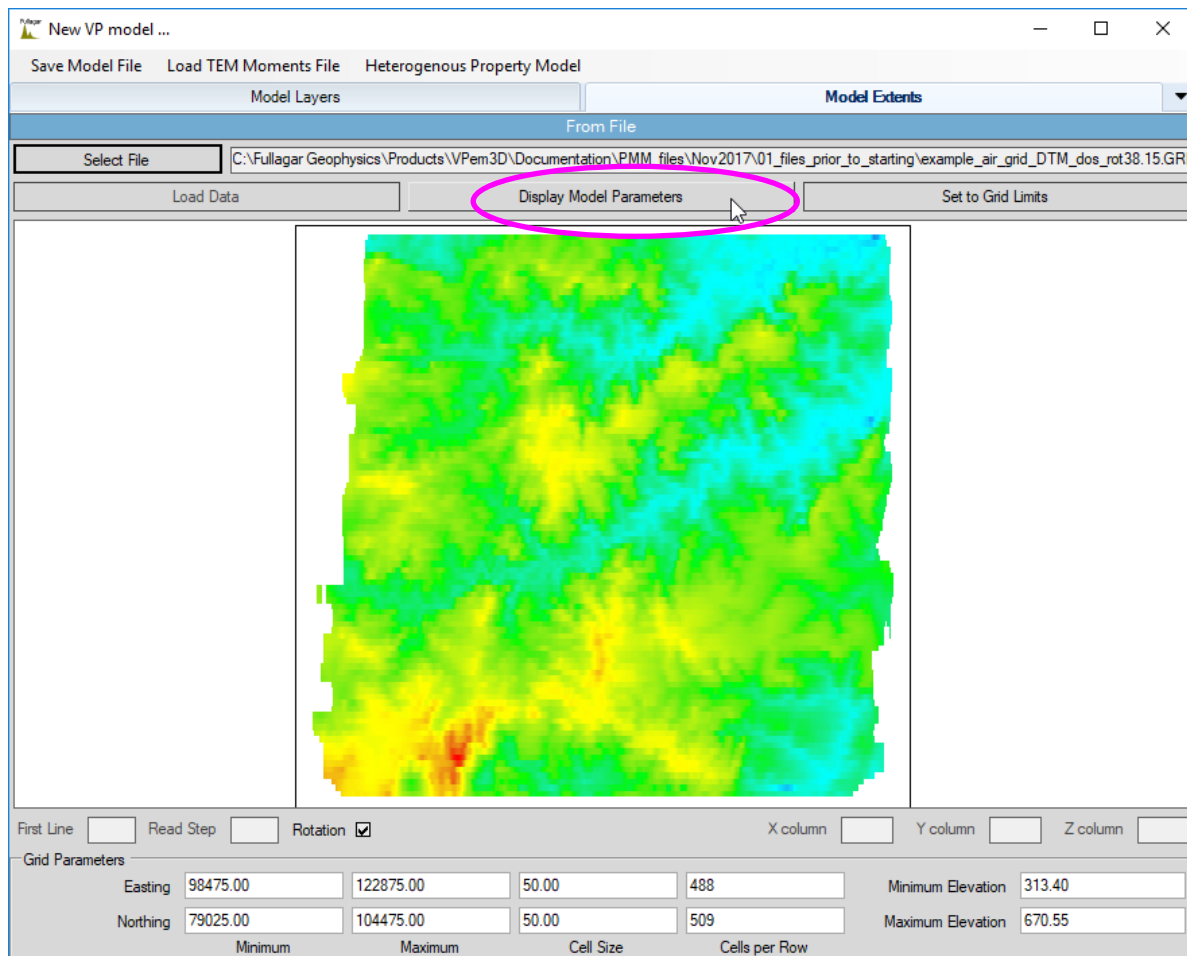 Fullagar
New VP model ...
Save Model File Load TEM Moments File Heterogenous Property Model
Model Layers Model Extents
From File
Select File C:\Fullagar Geophysics\Products\VPem3D\Documentation\PMM_files\Nov2017\01_files_prior_to_starting\example_air_grid_DTM_dos_rot38.15.GR
Load Data Display Model Parameters Set to Grid Limits
First Line Read Step Rotation X column Y column Z column
Grid Parameters
Easting 98475.00 122875.00 50.00 488 Minimum Elevation 313.40
Northing 79025.00 104475.00 50.00 509 Maximum Elevation 670.55
Minimum Maximum Cell Size Cells per Row